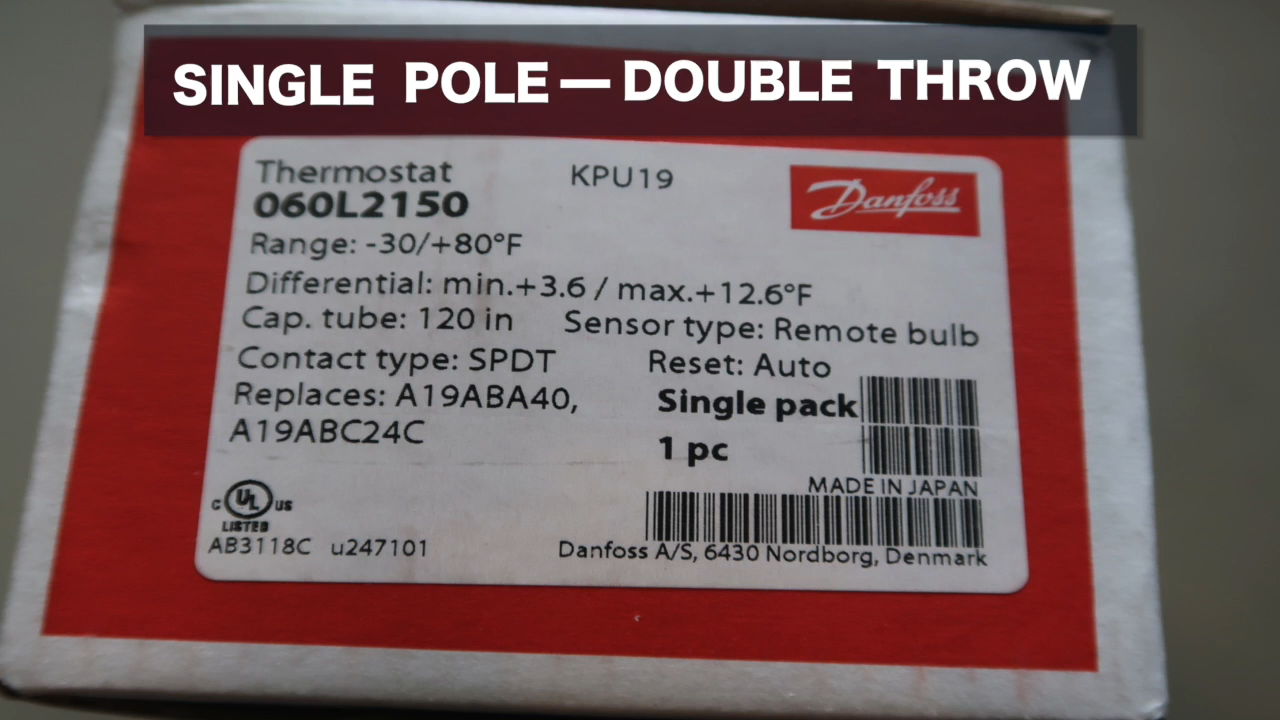 SINGLE POLE — DOUBLE THROW
Thermostat KPU19 Danfoss
060L2150
Range: -30/+80°F
Differential: min.+3.6 / max.+12.6°F
Cap. tube: 120 in Sensor type: Remote bulb
Contact type: SPDT Reset: Auto
Replaces: A19ABA40, Single pack
A19ABC24C 1 pc
MADE IN JAPAN
C UL US
LISTED
AB3118C u247101 Danfoss A/S, 6430 Nordborg, Denmark